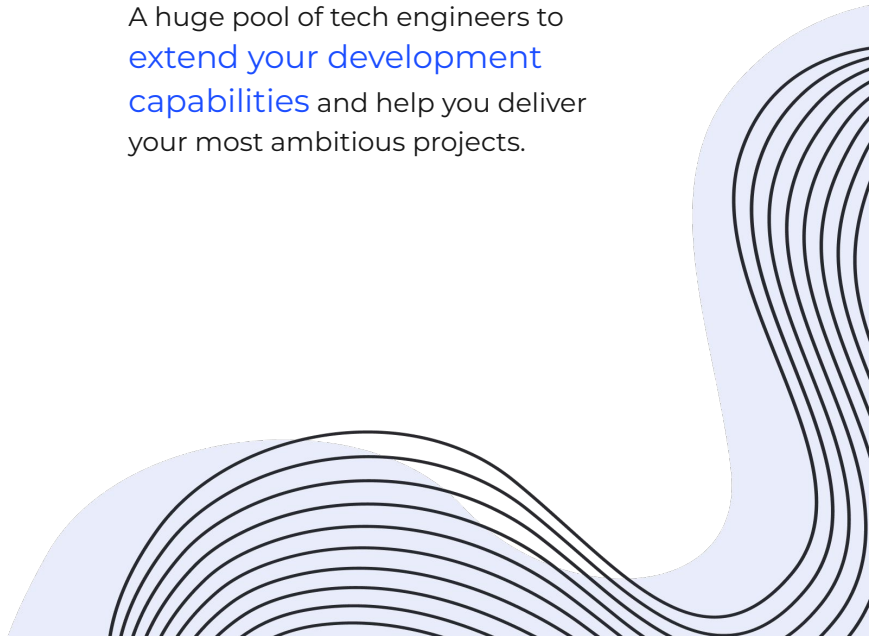 A huge pool of tech engineers to
extend your development
capabilities and help you deliver
your most ambitious projects.